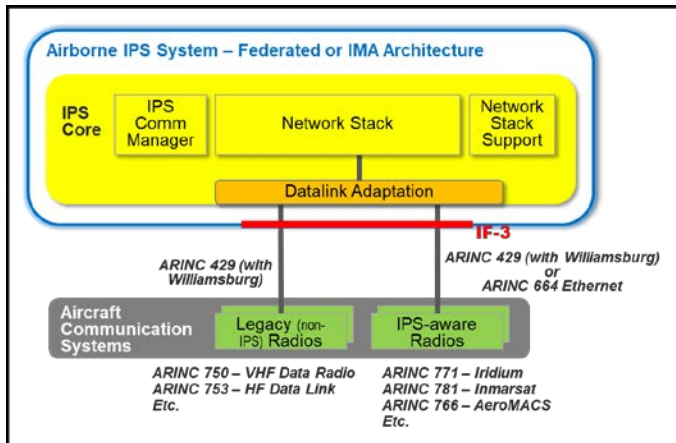 Airborne IPS System – Federated or IMA Architecture
IPS
Core
IPS
Comm
Manager
Network Stack
Network
Stack
Support
Datalink Adaptation
IF-3
ARINC 429 (with
Williamsburg)
ARINC 429 (with Williamsburg)
or
ARINC 664 Ethernet
Aircraft
Communication
Systems
Legacy (non-
IPS) Radios
IPS-aware
Radios
ARINC 750 – VHF Data Radio
ARINC 753 – HF Data Link
Etc.
ARINC 771 – Iridium
ARINC 781 – Inmarsat
ARINC 766 – AeroMACS
Etc.